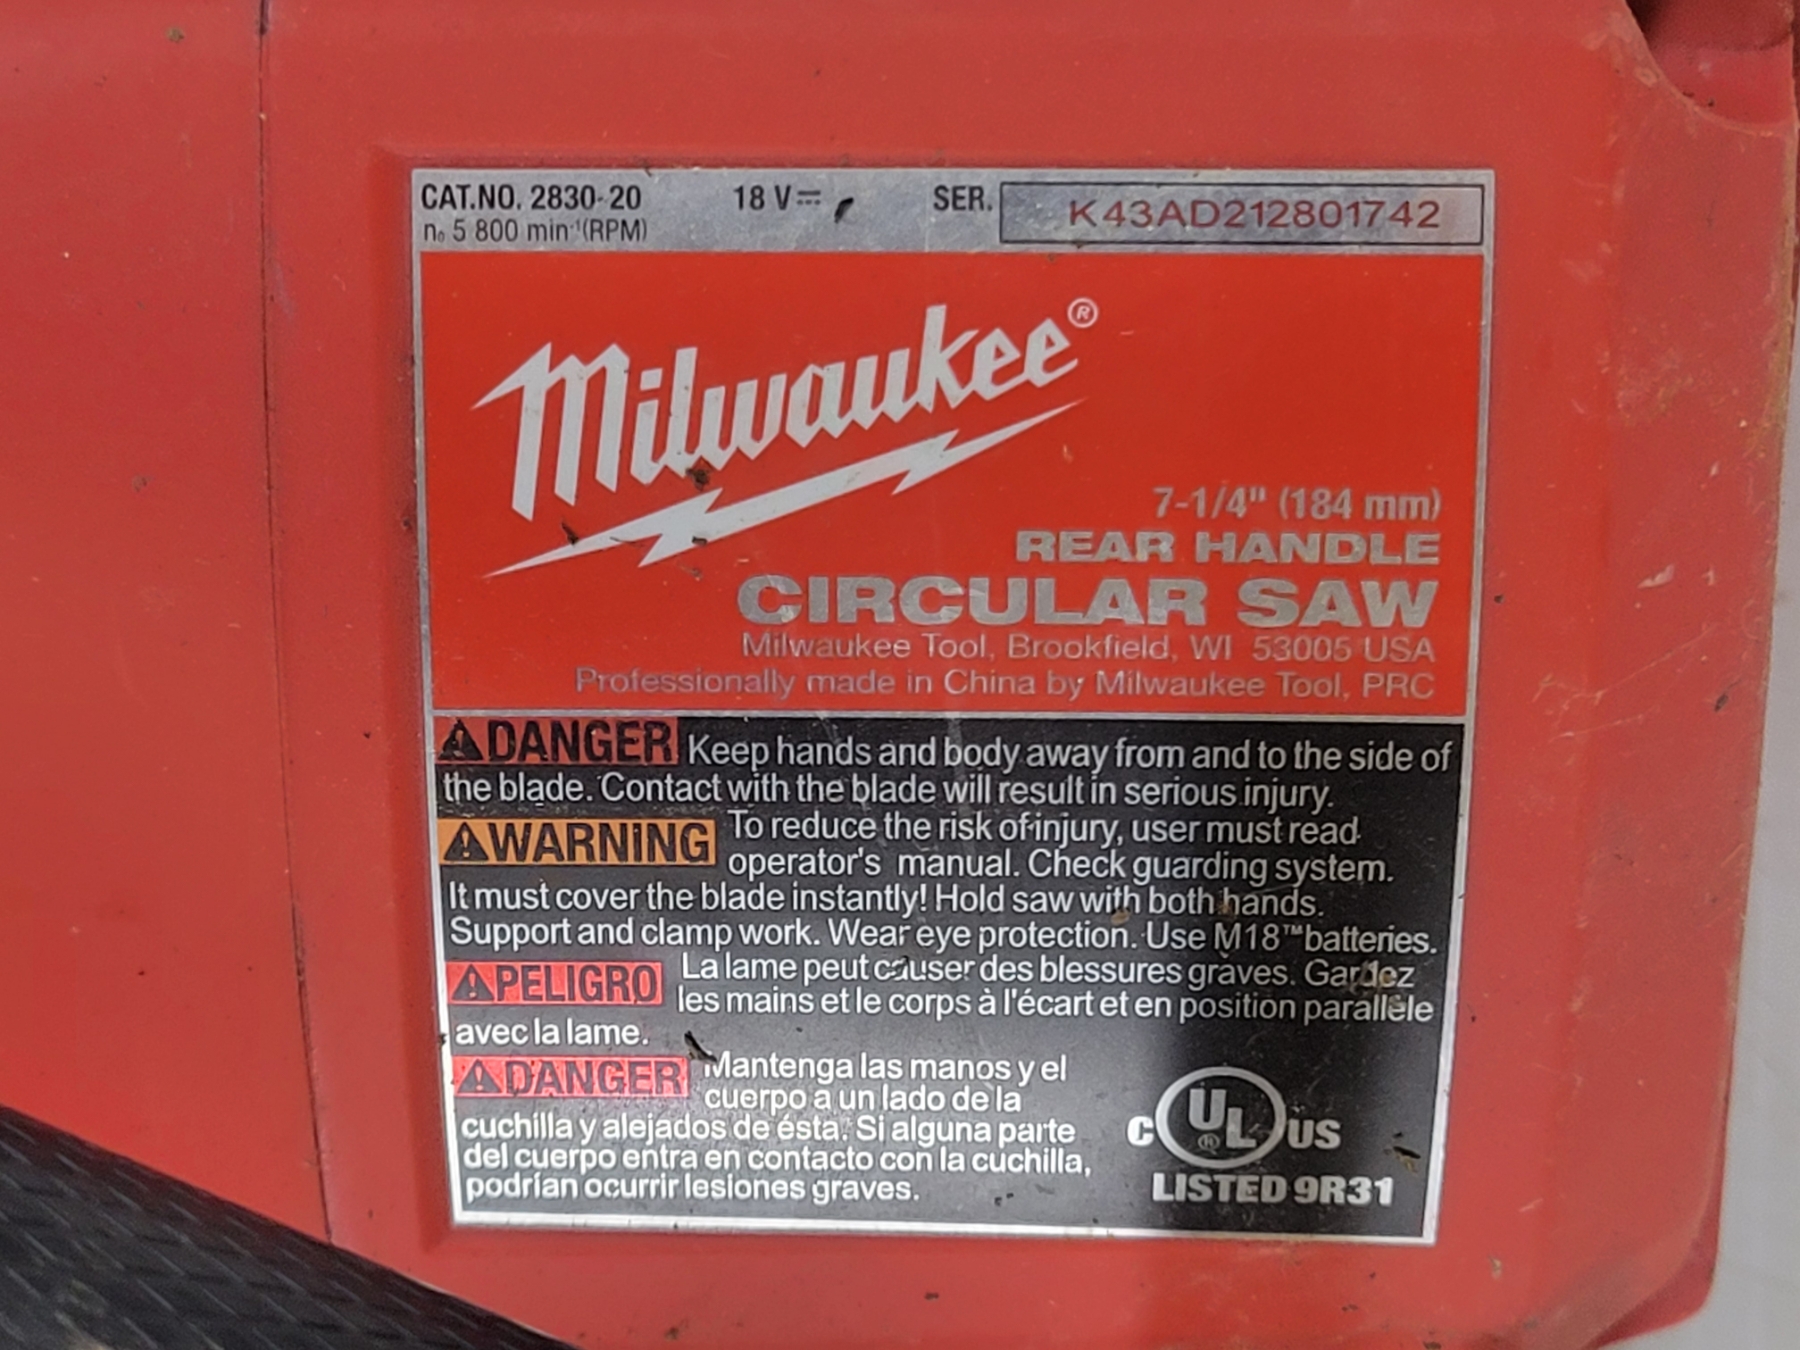 CAT.NO. 2830-20 18 V⎓ SER. K43AD212801742
n₀ 5 800 min⁻¹(RPM)
Milwaukee®
7-1/4" (184 mm)
REAR HANDLE
CIRCULAR SAW
Milwaukee Tool, Brookfield, WI 53005 USA
Professionally made in China by Milwaukee Tool, PRC
⚠DANGER Keep hands and body away from and to the side of
the blade. Contact with the blade will result in serious injury.
⚠WARNING To reduce the risk of injury, user must read
operator's manual. Check guarding system.
It must cover the blade instantly! Hold saw with both hands.
Support and clamp work. Wear eye protection. Use M18™ batteries.
⚠PELIGRO La lame peut causer des blessures graves. Gardez
les mains et le corps à l'écart et en position parallèle
avec la lame.
⚠DANGER Mantenga las manos y el
cuerpo a un lado de la
cuchilla y alejados de ésta. Si alguna parte
del cuerpo entra en contacto con la cuchilla,
podrían ocurrir lesiones graves.
C UL® US
LISTED 9R31